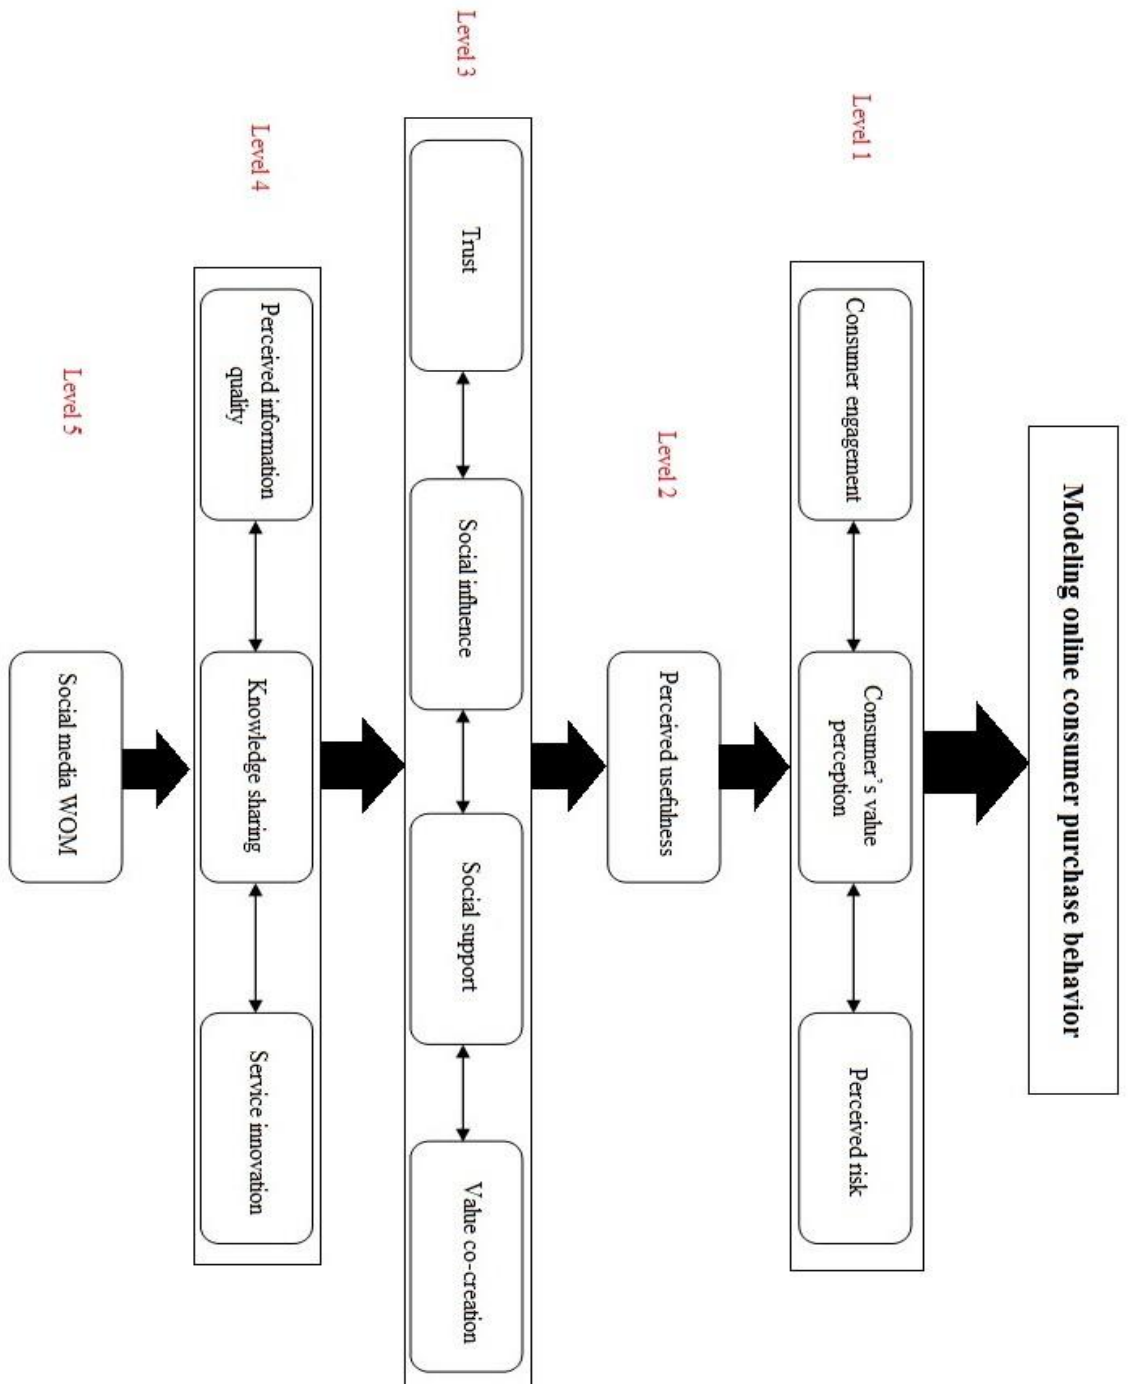 Modeling online consumer purchase behavior
Level 1
Consumer engagement
Consumer's value
perception
Perceived risk
Level 2
Perceived usefulness
Level 3
Trust
Social influence
Social support
Value co-creation
Level 4
Perceived information
quality
Knowledge sharing
Service innovation
Level 5
Social media WOM